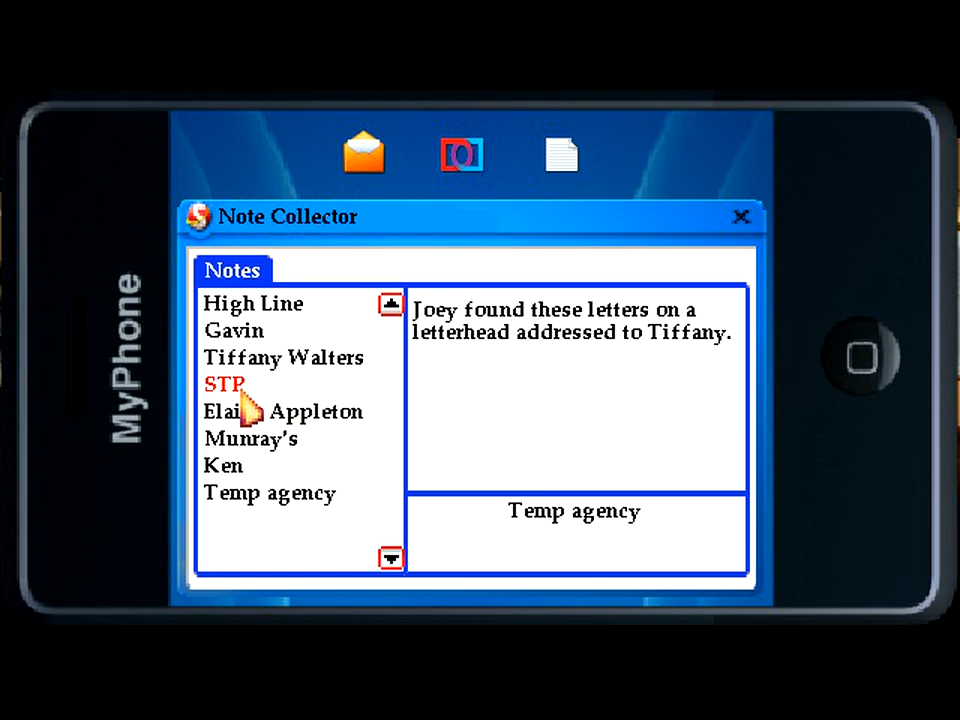 MyPhone
Note Collector
Notes
High Line
Gavin
Tiffany Walters
STP
Elai Appleton
Munray's
Ken
Temp agency
Joey found these letters on a
letterhead addressed to Tiffany.
Temp agency